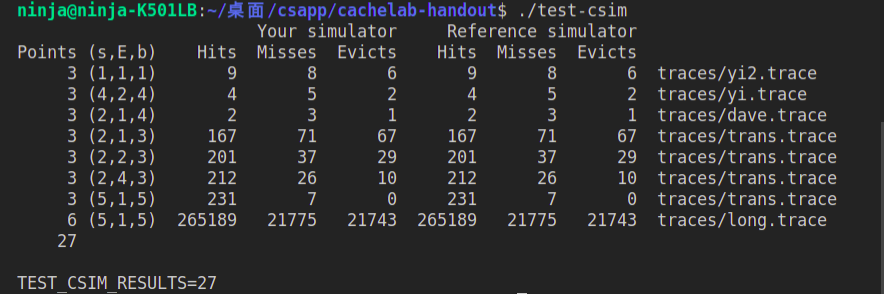 ninja@ninja-K501LB:~/桌面/csapp/cachelab-handout$ ./test-csim
                        Your simulator     Reference simulator
Points (s,E,b)    Hits  Misses  Evicts    Hits  Misses  Evicts
     3 (1,1,1)       9       8       6       9       8       6  traces/yi2.trace
     3 (4,2,4)       4       5       2       4       5       2  traces/yi.trace
     3 (2,1,4)       2       3       1       2       3       1  traces/dave.trace
     3 (2,1,3)     167      71      67     167      71      67  traces/trans.trace
     3 (2,2,3)     201      37      29     201      37      29  traces/trans.trace
     3 (2,4,3)     212      26      10     212      26      10  traces/trans.trace
     3 (5,1,5)     231       7       0     231       7       0  traces/trans.trace
     6 (5,1,5)  265189   21775   21743  265189   21775   21743  traces/long.trace
    27
TEST_CSIM_RESULTS=27